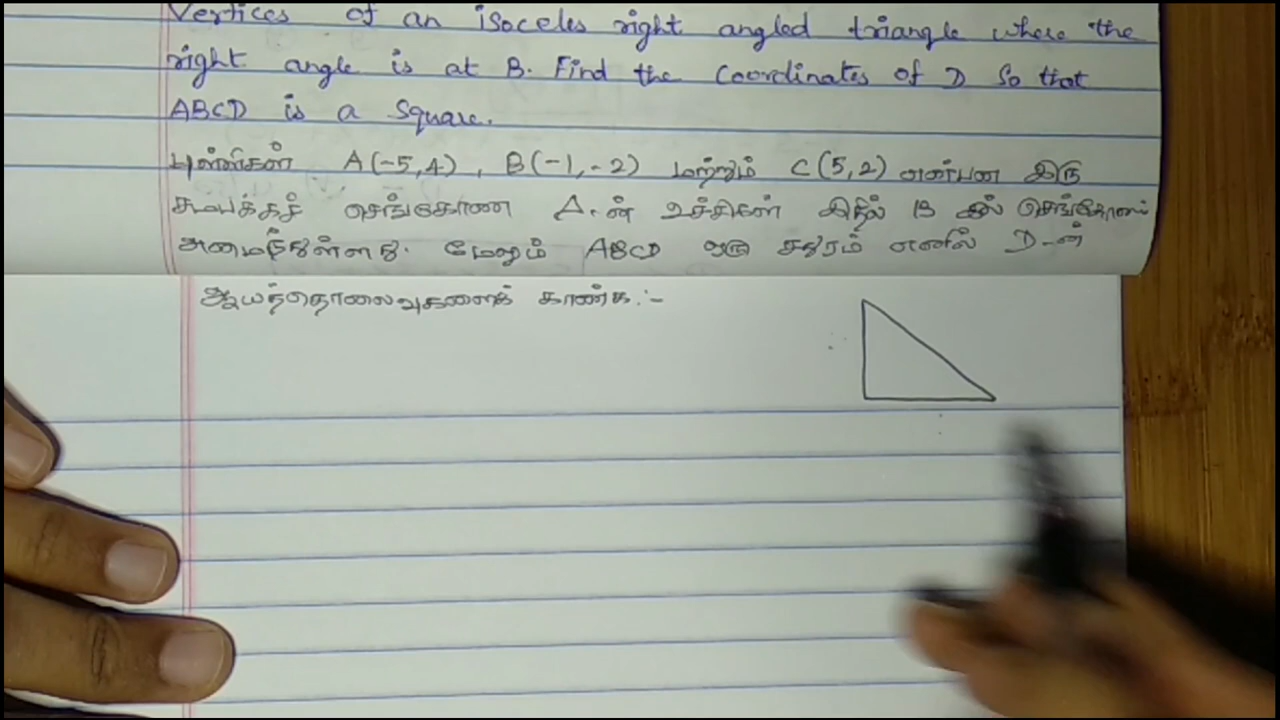 Vertices of an isoceles right angled triangle where the
right angle is at B. Find the coordinates of D so that
ABCD is a square.
புள்ளிகள் A(-5,4), B(-1,-2) மற்றும் C(5,2) என்பன இரு
சமபக்கச் செங்கோண Δ-ன் உச்சிகள் இதில் B இல் செங்கோணம்
அமைந்துள்ளது. மேலும் ABCD ஒரு சதுரம் எனில் D-ன்
ஆயத்தொலைவுகளைக் காண்க :-